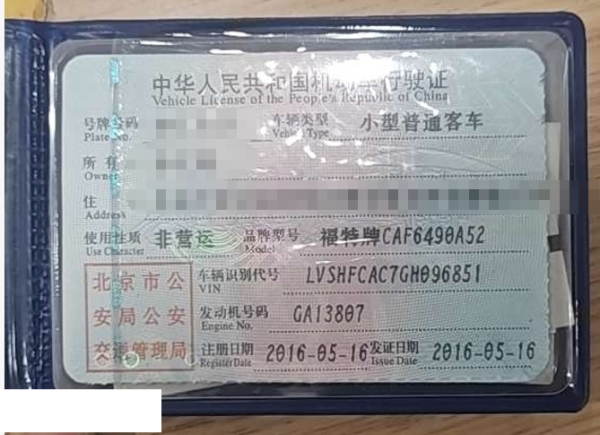 中华人民共和国机动车行驶证
Vehicle License of the People's Republic of China
号牌号码 车辆类型 小型普通客车
Plate No. Vehicle Type
所有
Owner
住
Address
使用性质 非营运 品牌型号 福特牌CAF6490A52
Use Character Model
北京市公 车辆识别代号 LVSHFCAC7GH096851
VIN
安局公安 发动机号码 GA13807
Engine No.
交通管理局 注册日期 2016-05-16 发证日期 2016-05-16
Register Date Issue Date